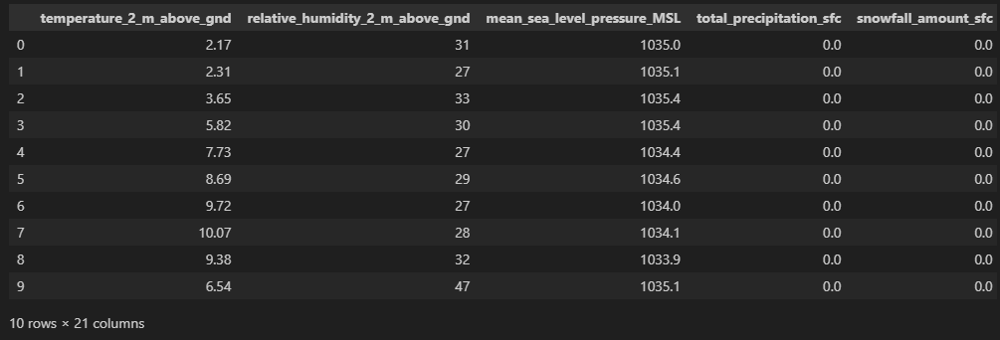 temperature_2_m_above_gnd relative_humidity_2_m_above_gnd mean_sea_level_pressure_MSL total_precipitation_sfc snowfall_amount_sfc
0 2.17 31 1035.0 0.0 0.0
1 2.31 27 1035.1 0.0 0.0
2 3.65 33 1035.4 0.0 0.0
3 5.82 30 1035.4 0.0 0.0
4 7.73 27 1034.4 0.0 0.0
5 8.69 29 1034.6 0.0 0.0
6 9.72 27 1034.0 0.0 0.0
7 10.07 28 1034.1 0.0 0.0
8 9.38 32 1033.9 0.0 0.0
9 6.54 47 1035.1 0.0 0.0
10 rows × 21 columns